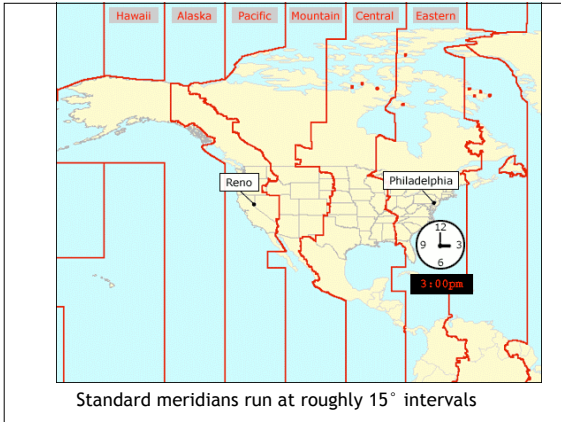 Hawaii Alaska Pacific Mountain Central Eastern
Reno
Philadelphia
12
9 3
6
3:00pm
Standard meridians run at roughly 15° intervals